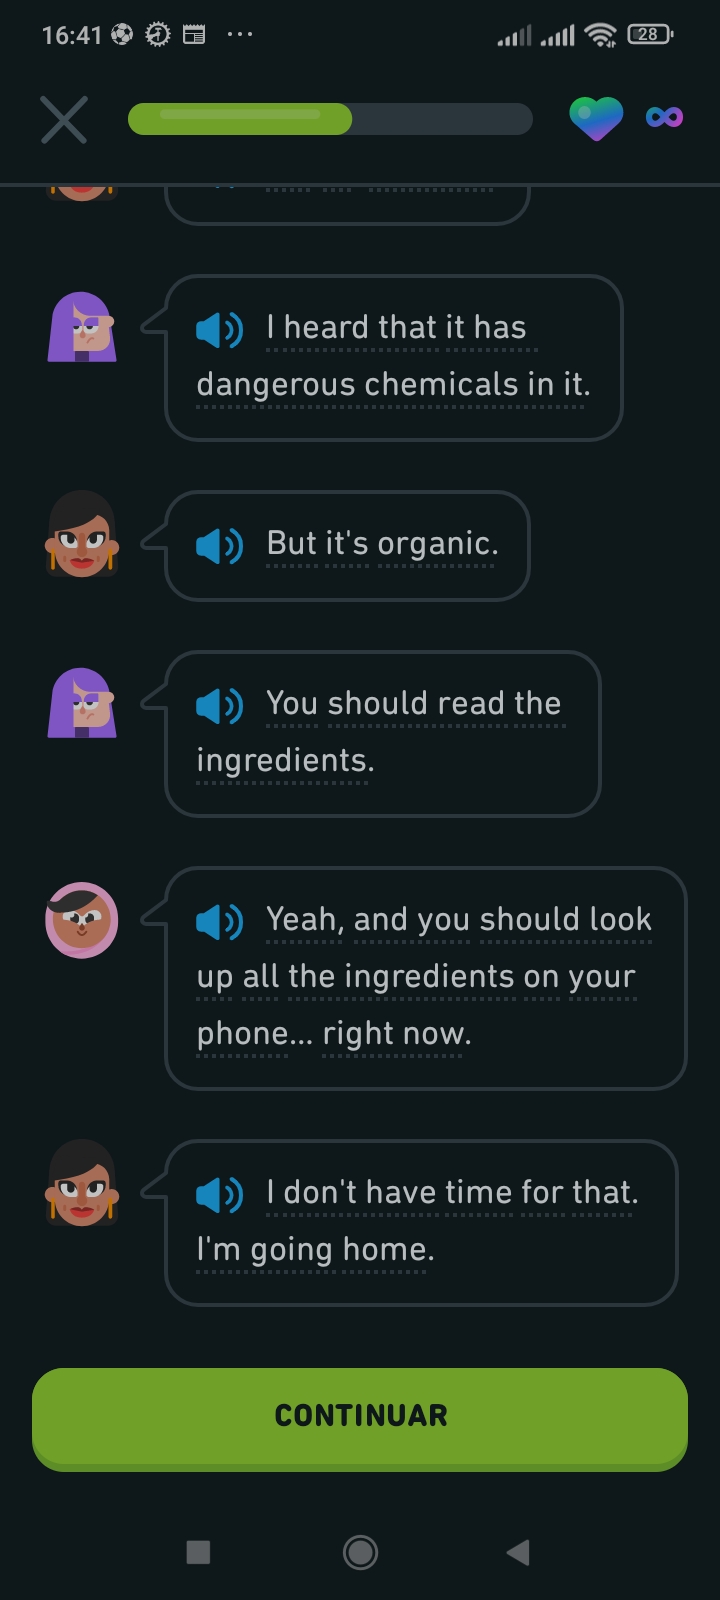 16:41
28
I heard that it has
dangerous chemicals in it.
But it's organic.
You should read the
ingredients.
Yeah, and you should look
up all the ingredients on your
phone... right now.
I don't have time for that.
I'm going home.
CONTINUAR